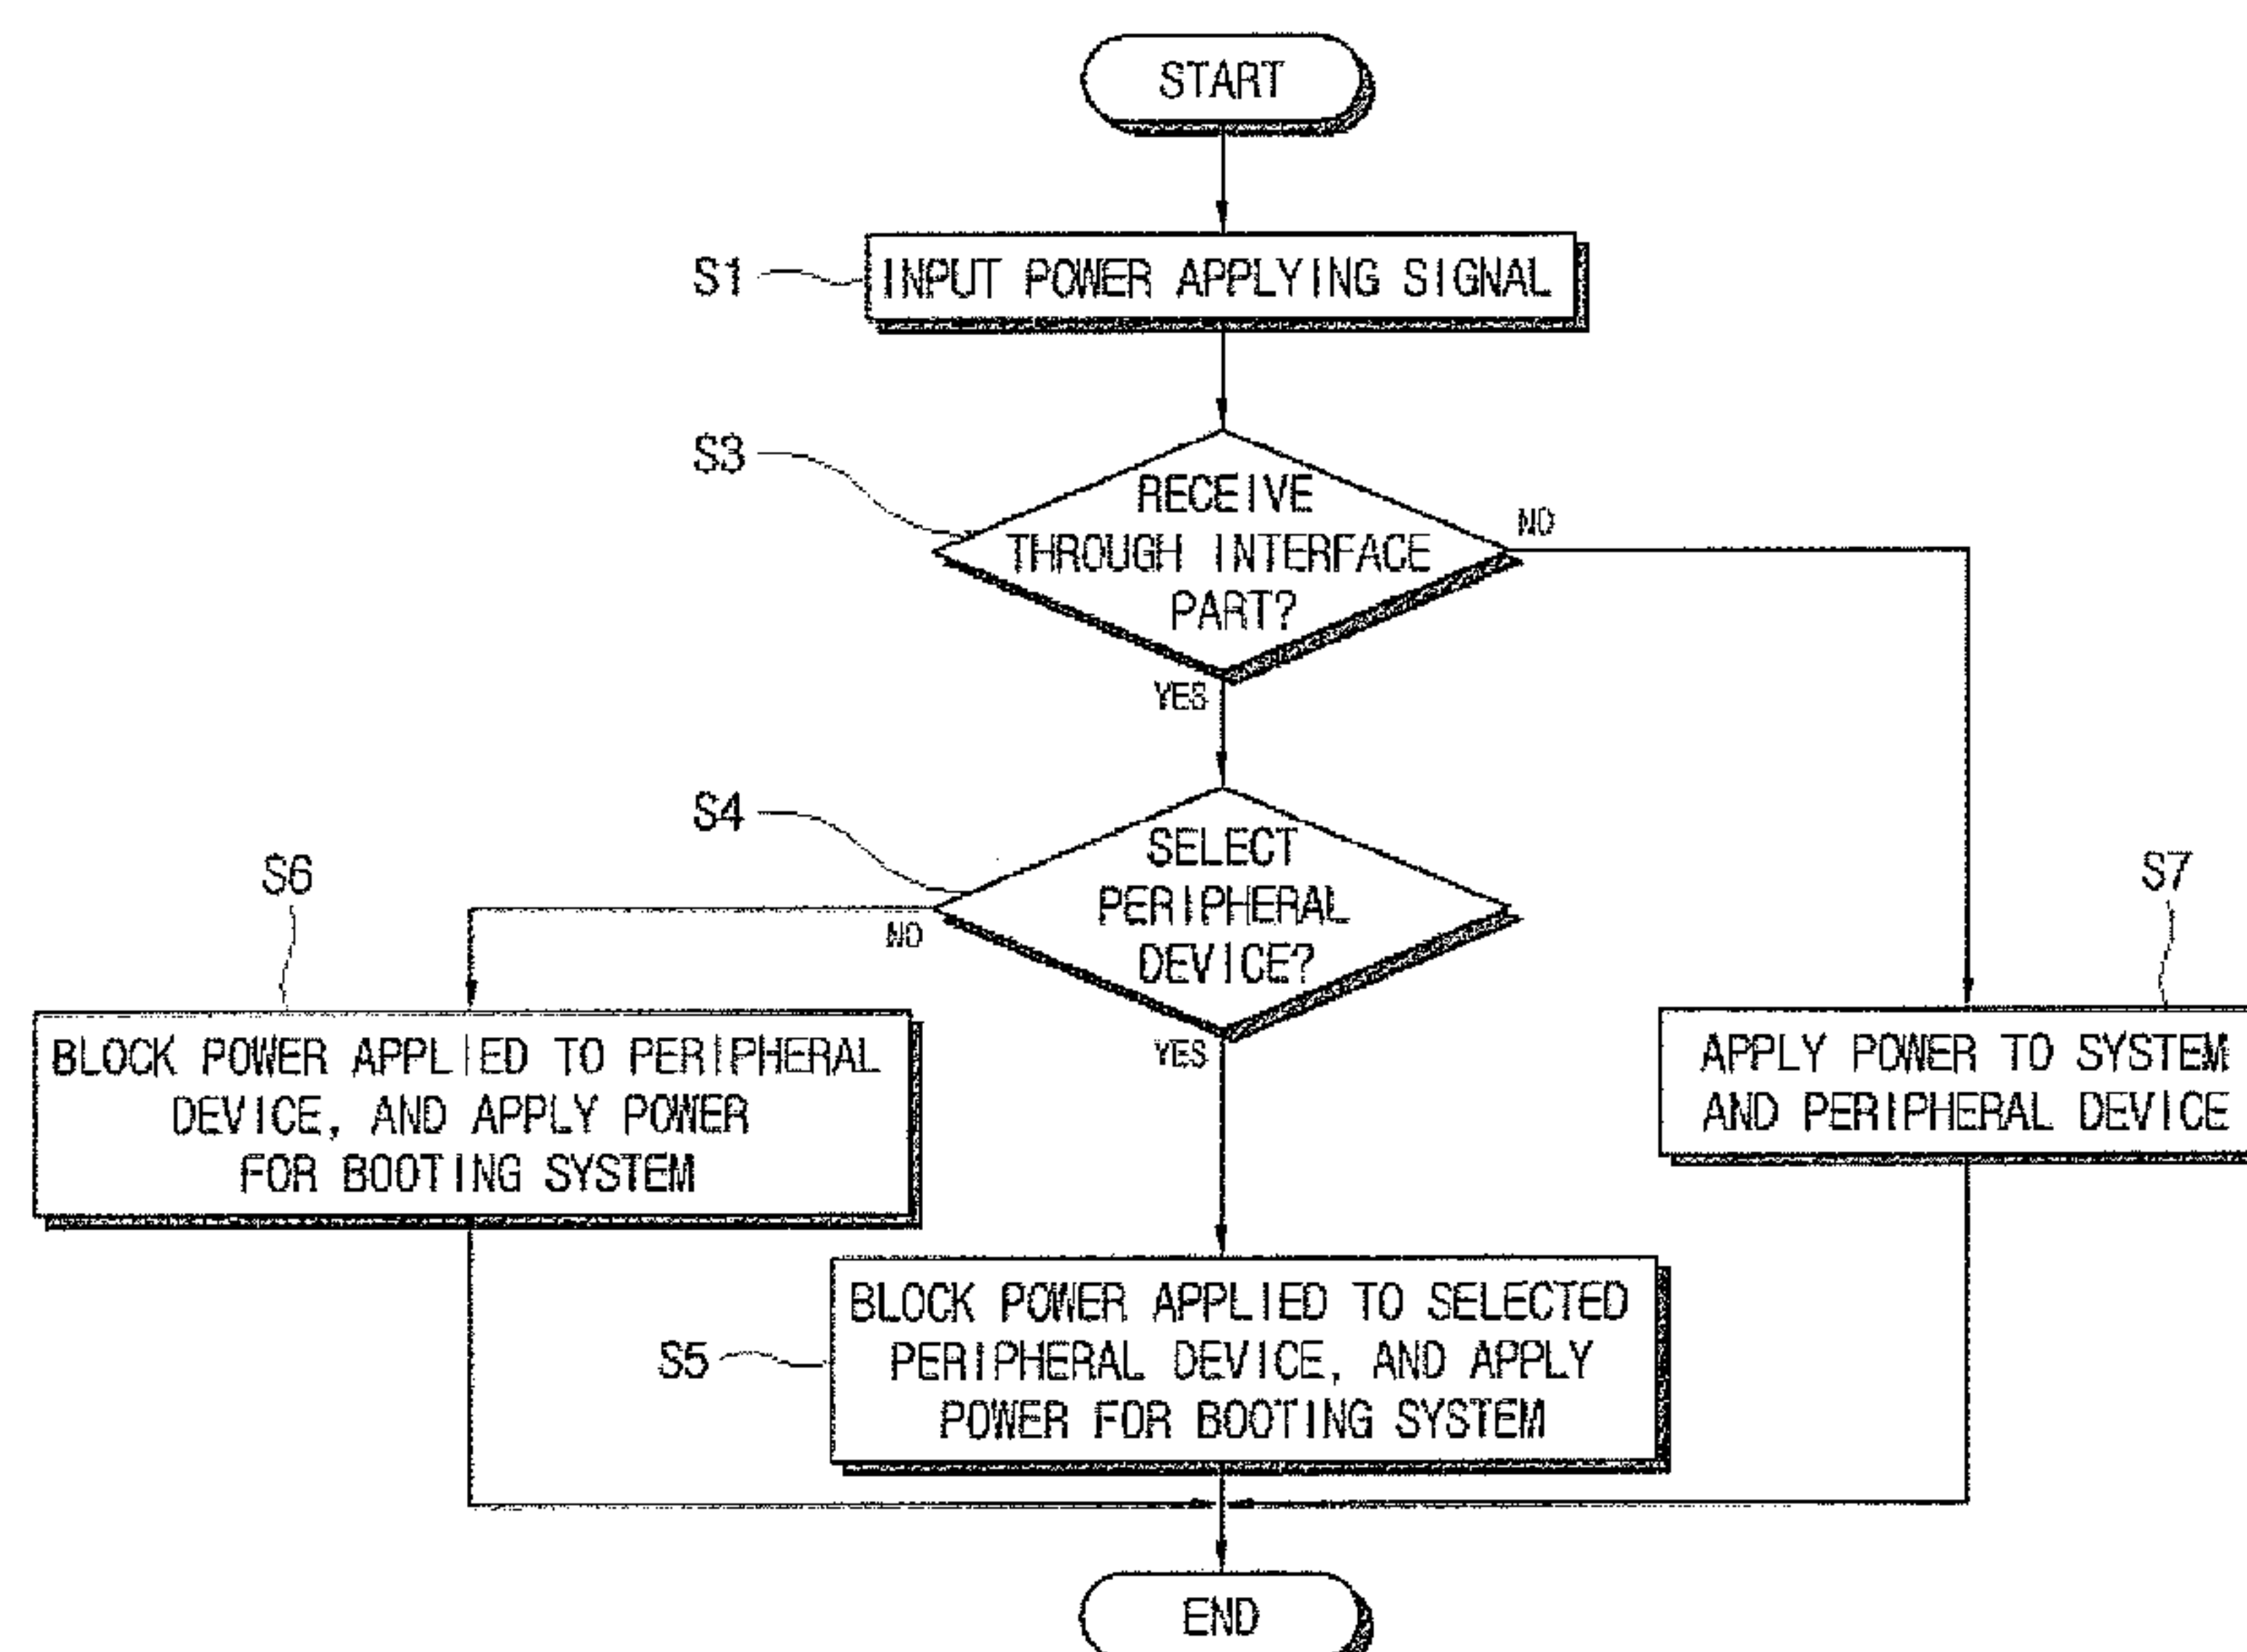 START
S1
INPUT POWER APPLYING SIGNAL
S3
RECEIVE
THROUGH INTERFACE
PART?
NO
YES
S4
SELECT
PERIPHERAL
DEVICE?
NO
YES
S6
BLOCK POWER APPLIED TO PERIPHERAL
DEVICE, AND APPLY POWER
FOR BOOTING SYSTEM
S7
APPLY POWER TO SYSTEM
AND PERIPHERAL DEVICE
S5
BLOCK POWER APPLIED TO SELECTED
PERIPHERAL DEVICE, AND APPLY
POWER FOR BOOTING SYSTEM
END